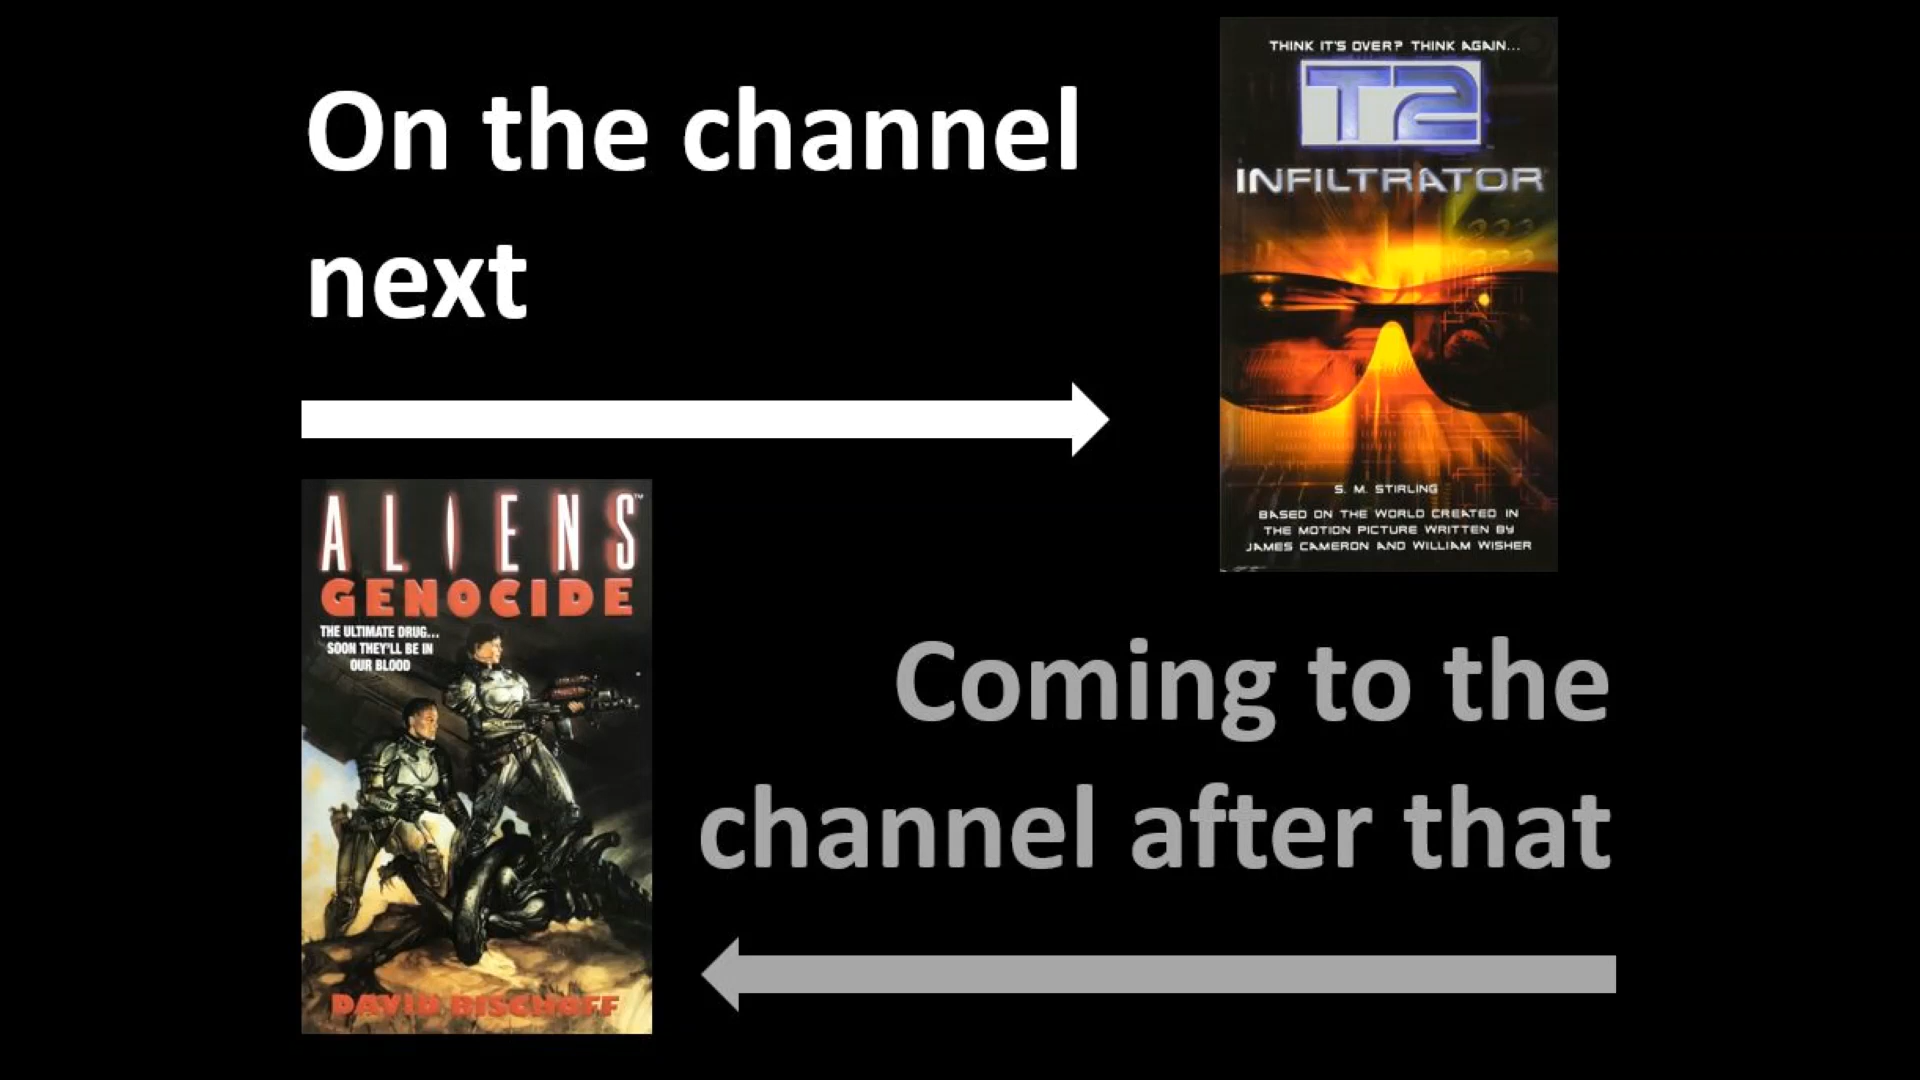 On the channel
next
THINK IT'S OVER? THINK AGAIN...
T2
INFILTRATOR
S. M. STIRLING
BASED ON THE WORLD CREATED IN
THE MOTION PICTURE WRITTEN BY
JAMES CAMERON AND WILLIAM WISHER
ALIENS™
GENOCIDE
THE ULTIMATE DRUG...
SOON THEY'LL BE IN
OUR BLOOD
DAVID BISCHOFF
Coming to the
channel after that